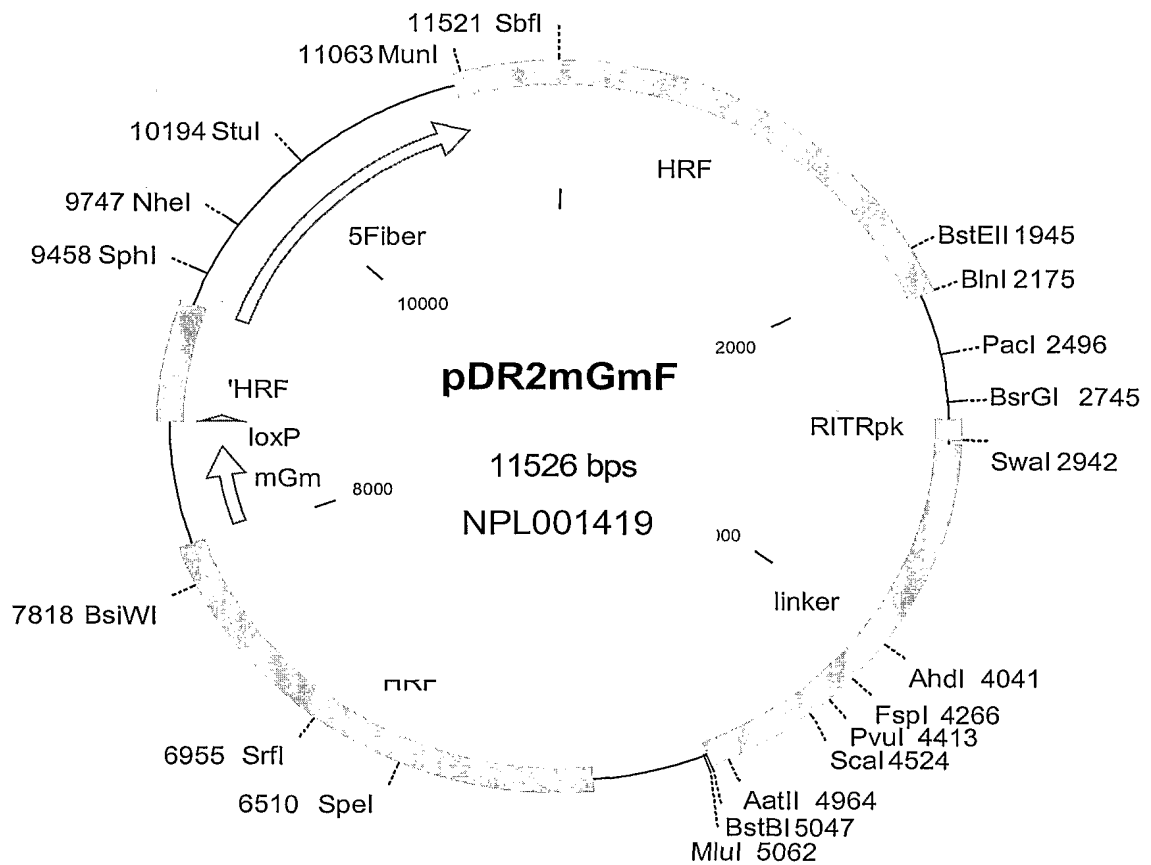 11521 SbfI
11063 MunI
10194 StuI
9747 NheI
9458 SphI
HRF
5Fiber
10000
BstEII 1945
BlnI 2175
2000
PacI 2496
pDR2mGmF
'HRF
BsrGI 2745
RITRpk
loxP
SwaI 2942
11526 bps
mGm
8000
NPL001419
linker
7818 BsiWI
AhdI 4041
FspI 4266
PvuI 4413
ScaI 4524
6955 SrfI
6510 SpeI
AatII 4964
BstBI 5047
MluI 5062